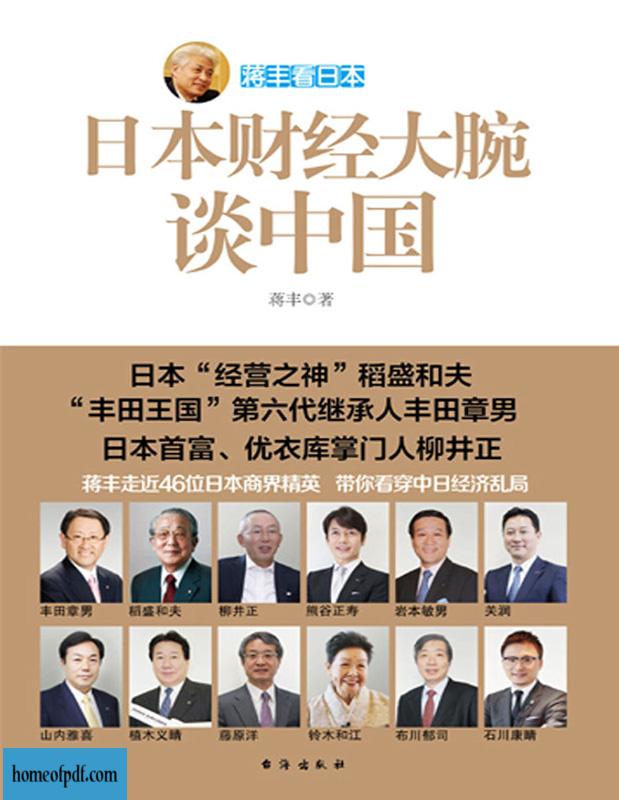 蒋丰看日本
日本财经大腕
谈中国
蒋丰◎著
日本“经营之神”稻盛和夫
“丰田王国”第六代继承人丰田章男
日本首富、优衣库掌门人柳井正
蒋丰走近46位日本商界精英 带你看穿中日经济乱局
丰田章男 稻盛和夫 柳井正 熊谷正寿 岩本敏男 关润
山内雅喜 植木义晴 藤原洋 铃木和江 布川郁司 石川康晴
homeofpdf.com
台海出版社